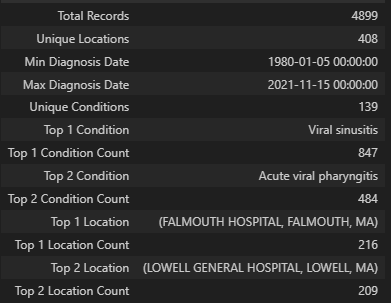 Total Records 4899
Unique Locations 408
Min Diagnosis Date 1980-01-05 00:00:00
Max Diagnosis Date 2021-11-15 00:00:00
Unique Conditions 139
Top 1 Condition Viral sinusitis
Top 1 Condition Count 847
Top 2 Condition Acute viral pharyngitis
Top 2 Condition Count 484
Top 1 Location (FALMOUTH HOSPITAL, FALMOUTH, MA)
Top 1 Location Count 216
Top 2 Location (LOWELL GENERAL HOSPITAL, LOWELL, MA)
Top 2 Location Count 209